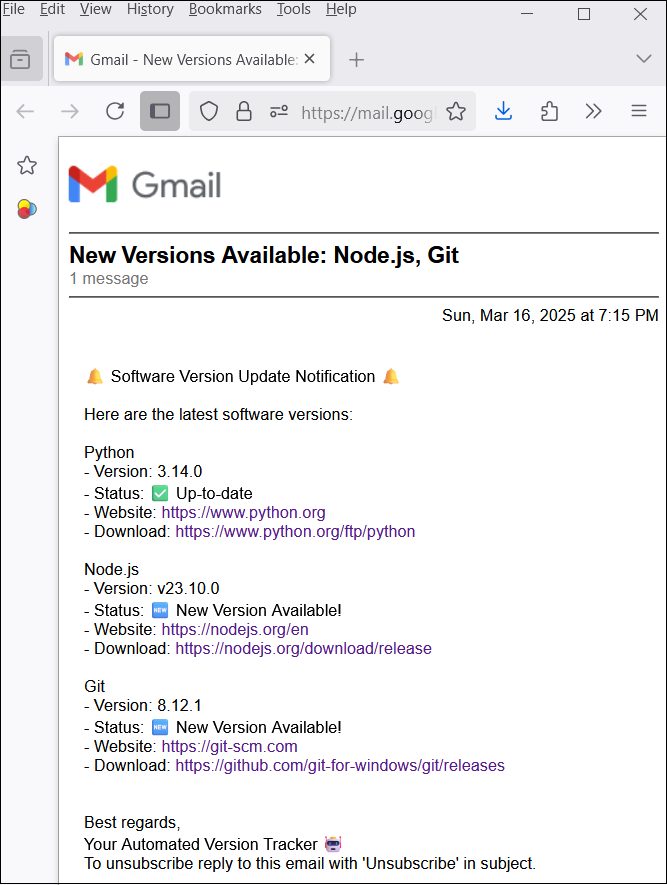 File Edit View History Bookmarks Tools Help
Gmail - New Versions Available:
https://mail.googl
Gmail
New Versions Available: Node.js, Git
1 message
Sun, Mar 16, 2025 at 7:15 PM
🔔 Software Version Update Notification 🔔
Here are the latest software versions:
Python
- Version: 3.14.0
- Status: ✅ Up-to-date
- Website: https://www.python.org
- Download: https://www.python.org/ftp/python
Node.js
- Version: v23.10.0
- Status: 🆕 New Version Available!
- Website: https://nodejs.org/en
- Download: https://nodejs.org/download/release
Git
- Version: 8.12.1
- Status: 🆕 New Version Available!
- Website: https://git-scm.com
- Download: https://github.com/git-for-windows/git/releases
Best regards,
Your Automated Version Tracker 🤖
To unsubscribe reply to this email with 'Unsubscribe' in subject.